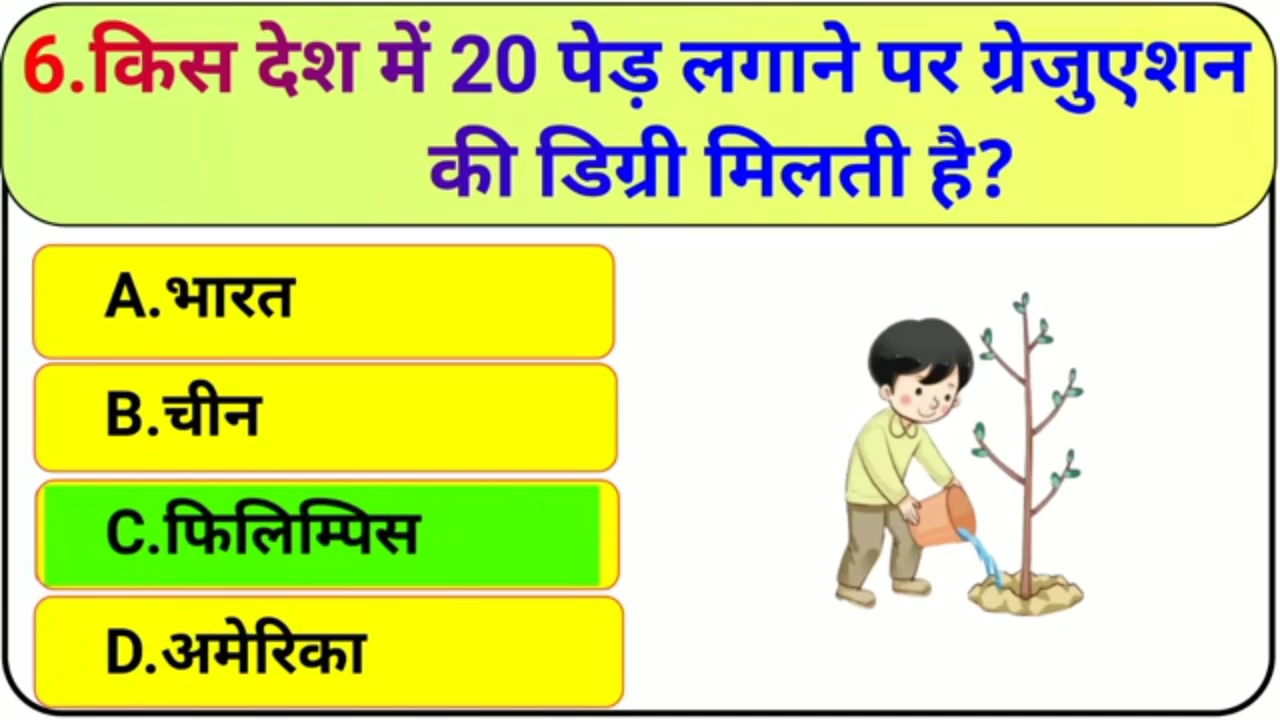 6.किस देश में 20 पेड़ लगाने पर ग्रेजुएशन
की डिग्री मिलती है?
A.भारत
B.चीन
C.फिलिम्पिस
D.अमेरिका